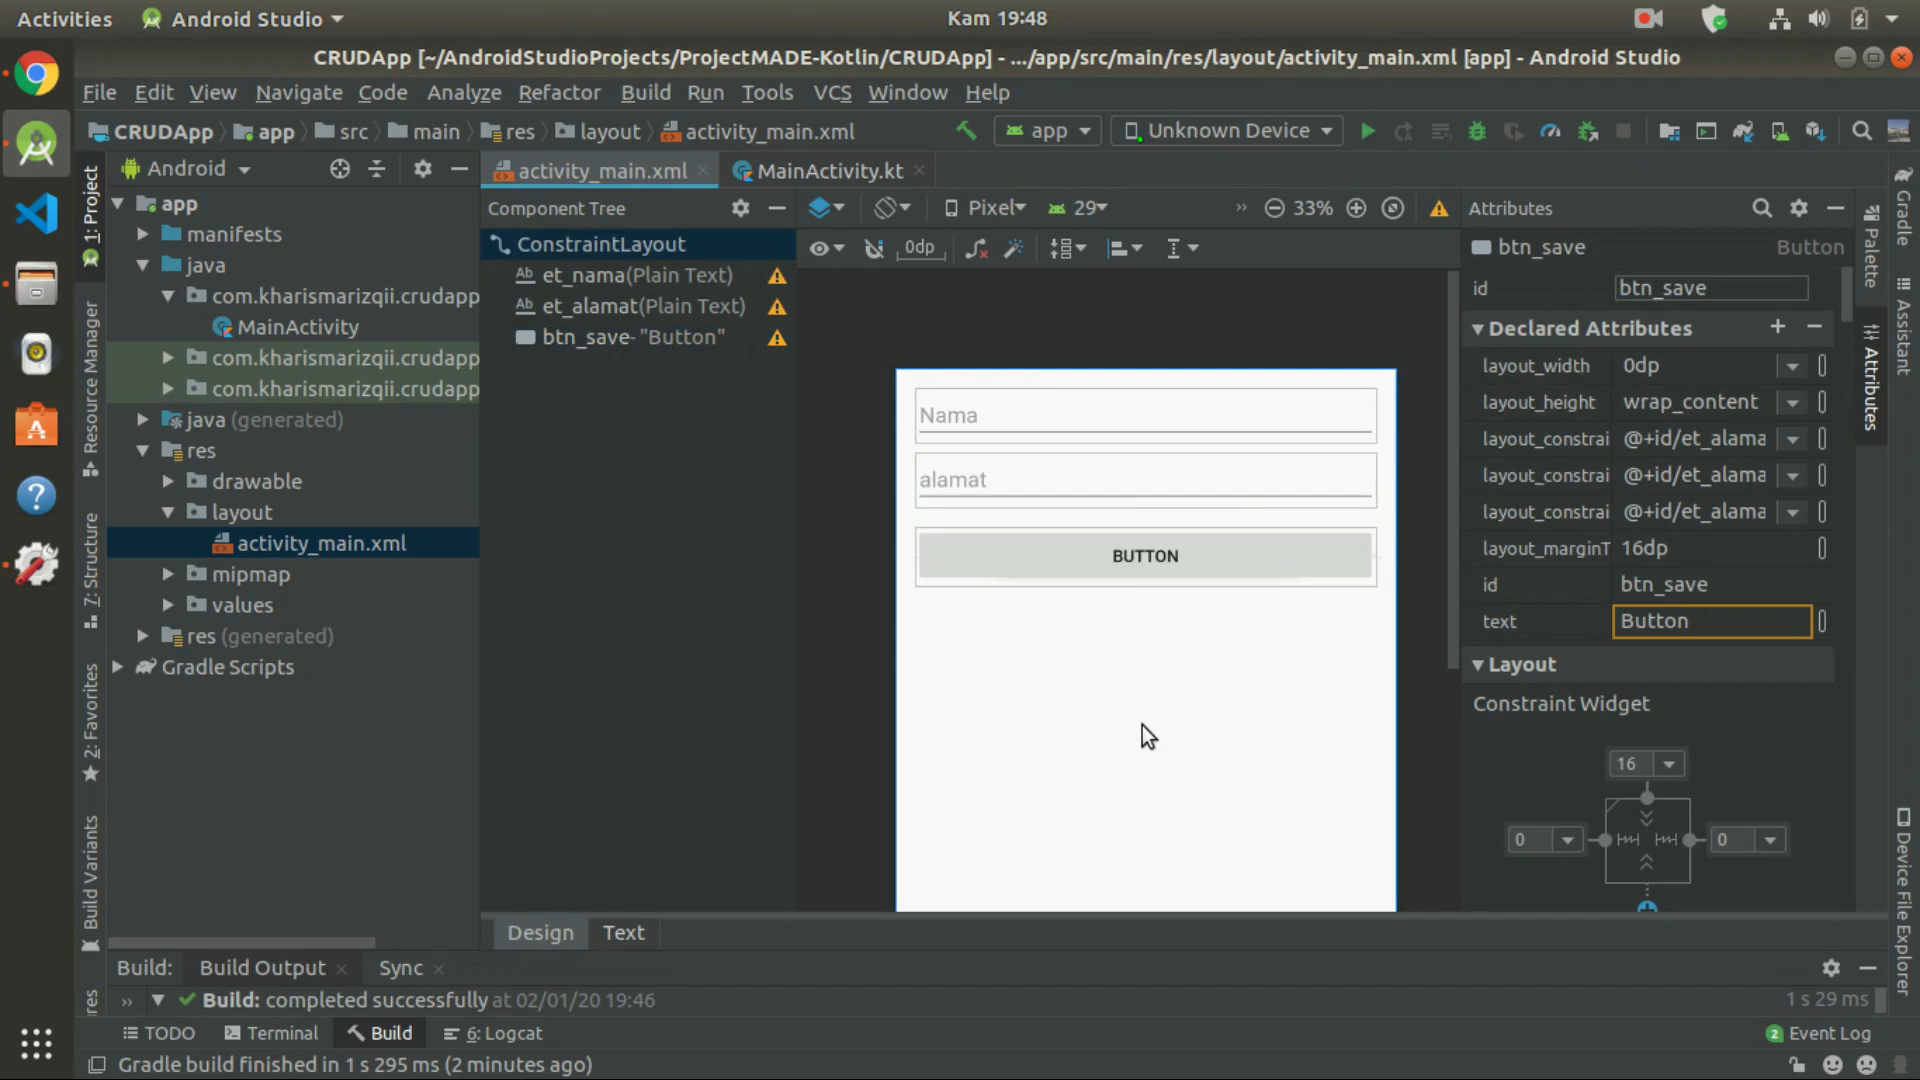 Activities
Android Studio
Kam 19:48
CRUDApp [~/AndroidStudioProjects/ProjectMADE-Kotlin/CRUDApp] - .../app/src/main/res/layout/activity_main.xml [app] - Android Studio
File Edit View Navigate Code Analyze Refactor Build Run Tools VCS Window Help
CRUDApp app src main res layout activity_main.xml
app
Unknown Device
1: Project
Resource Manager
7: Structure
2: Favorites
Build Variants
Android
app
manifests
java
com.kharismarizqii.crudapp
MainActivity
com.kharismarizqii.crudapp
com.kharismarizqii.crudapp
java (generated)
res
drawable
layout
activity_main.xml
mipmap
values
res (generated)
Gradle Scripts
activity_main.xml
MainActivity.kt
Component Tree
ConstraintLayout
Ab et_nama(Plain Text)
Ab et_alamat(Plain Text)
btn_save- "Button"
Pixel
29
33%
0dp
Nama
alamat
BUTTON
Design Text
Attributes
btn_save Button
id btn_save
Declared Attributes
layout_width 0dp
layout_height wrap_content
layout_constrai @+id/et_alama
layout_constrai @+id/et_alama
layout_constrai @+id/et_alama
layout_marginT 16dp
id btn_save
text Button
Layout
Constraint Widget
16
0 0
Gradle
Palette
Assistant
Attributes
Device File Explorer
Build: Build Output Sync
Build: completed successfully at 02/01/20 19:46
1 s 29 ms
TODO Terminal Build 6: Logcat
2 Event Log
Gradle build finished in 1 s 295 ms (2 minutes ago)